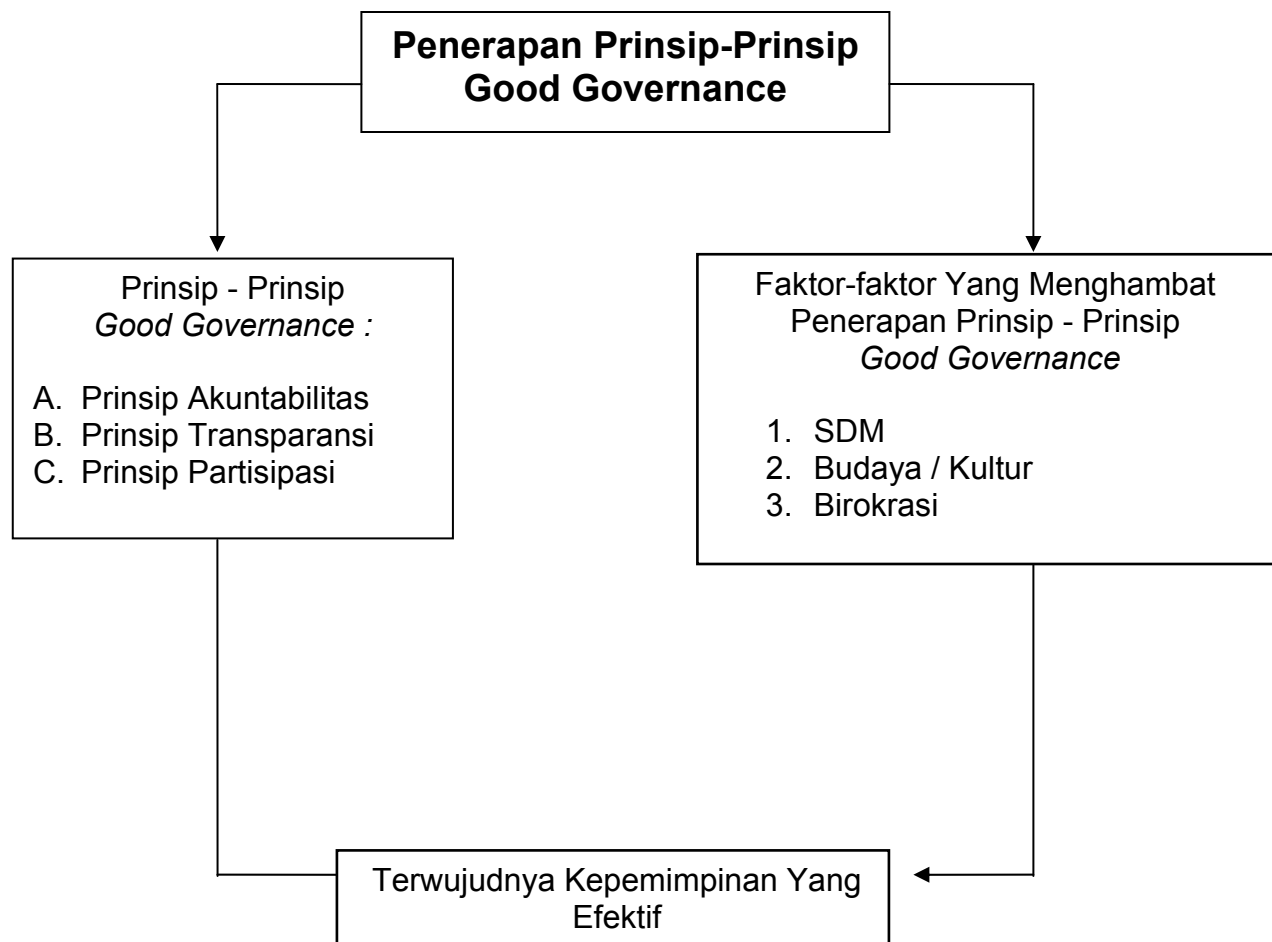 Penerapan Prinsip-Prinsip
Good Governance
Prinsip - Prinsip
Good Governance :
A. Prinsip Akuntabilitas
B. Prinsip Transparansi
C. Prinsip Partisipasi
Faktor-faktor Yang Menghambat
Penerapan Prinsip - Prinsip
Good Governance
1. SDM
2. Budaya / Kultur
3. Birokrasi
Terwujudnya Kepemimpinan Yang
Efektif